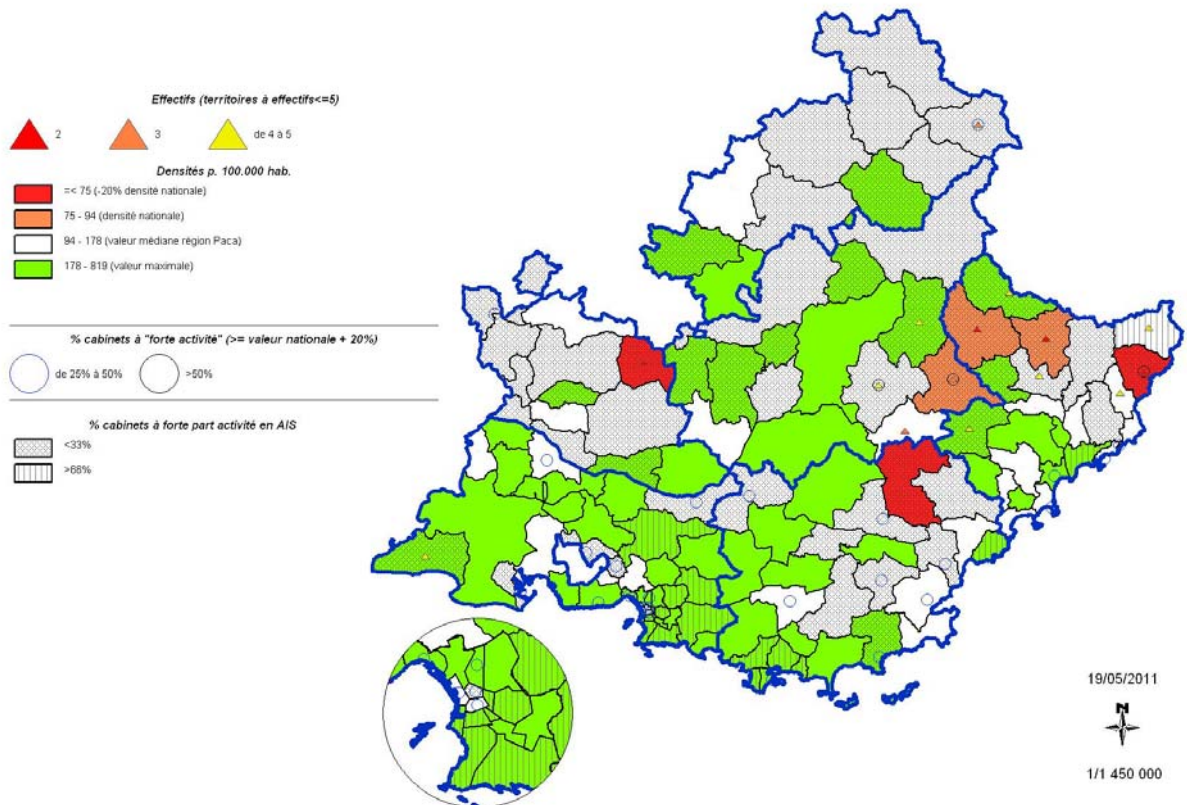 Effectifs (territoires à effectifs<=5)
2
3
de 4 à 5
Densités p. 100.000 hab.
=< 75 (-20% densité nationale)
75 - 94 (densité nationale)
94 - 178 (valeur médiane région Paca)
178 - 819 (valeur maximale)
% cabinets à "forte activité" (>= valeur nationale + 20%)
de 25% à 50%
>50%
% cabinets à forte part activité en AIS
<33%
>66%
19/05/2011
N
1/1 450 000